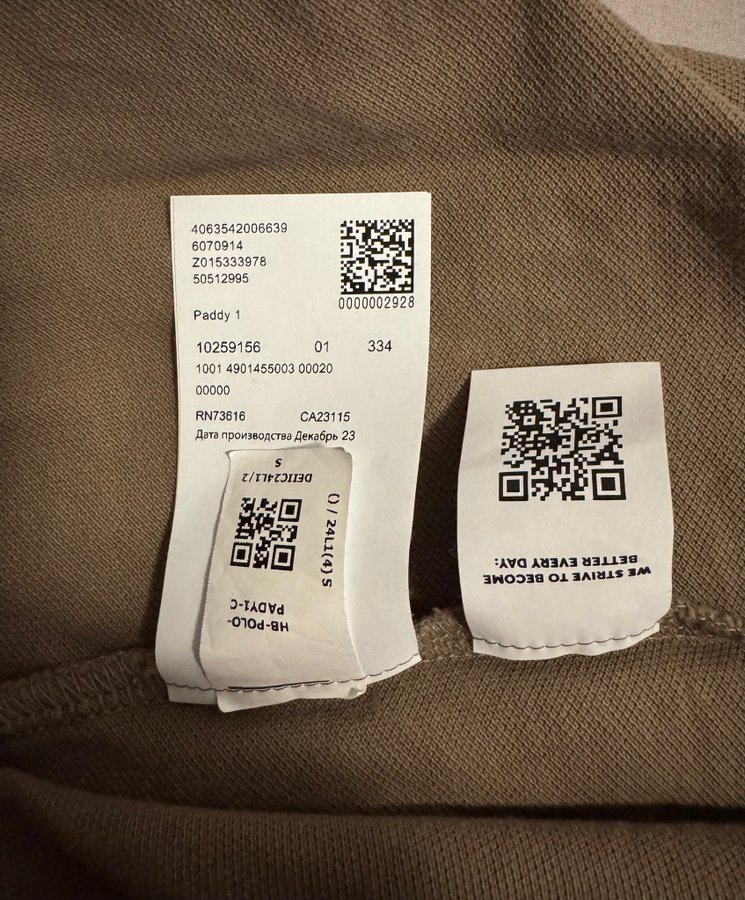 4063542006639
6070914
Z015333978
50512995
0000002928
Paddy 1
10259156 01 334
1001 4901455003 00020
00000
RN73616 CA23115
Дата производства Декабрь 23
HB-POLO-
PADY1-C
() / 24L1(4) S
DEIIC24L1/2
S
WE STRIVE TO BECOME
BETTER EVERY DAY: